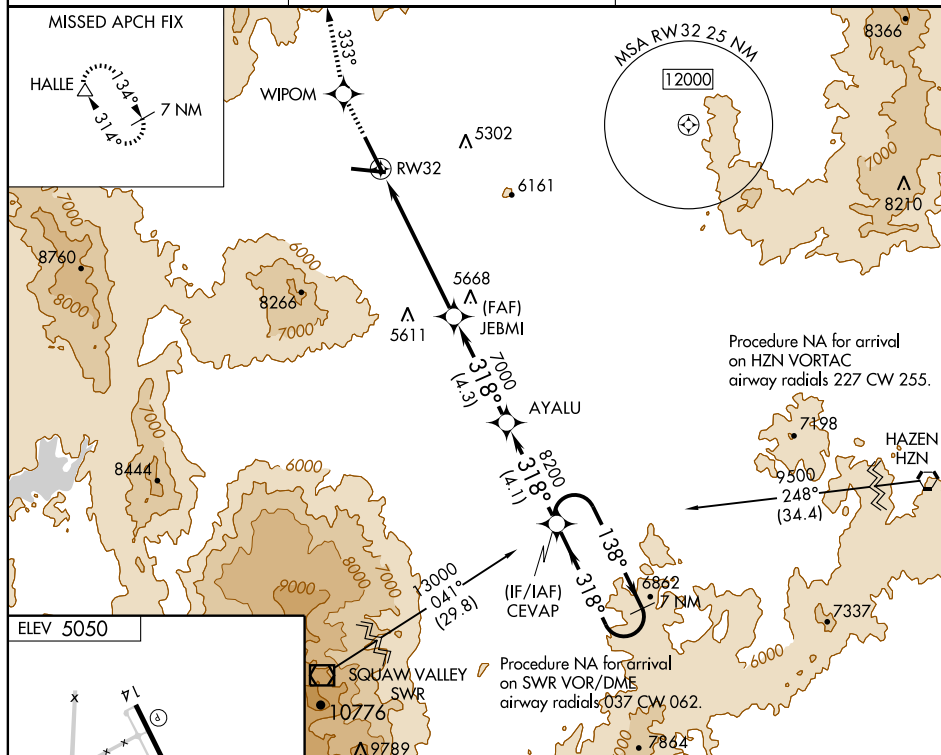 MISSED APCH FIX
HALLE
134°
314°
7 NM
333°
WIPOM
RW32
5302
6161
MSA RW32 25 NM
12000
8366
7000
8210
7000
8760
8000
6000
8266
7000
5668
(FAF)
JEBMI
5611
7000
318°
(4.3)
AYALU
Procedure NA for arrival
on HZN VORTAC
airway radials 227 CW 255.
7198
HAZEN
HZN
9500
248°
(34.4)
7000
8444
8200
318°
(4.1)
6000
8000
7000
9000
13000
041°
(29.8)
(IF/IAF)
CEVAP
138°
318°
6862
7 NM
7337
6000
ELEV 5050
14
P
X
X
X
SQUAW VALLEY
SWR
10776
9789
Procedure NA for arrival
on SWR VOR/DME
airway radials 037 CW 062.
7864